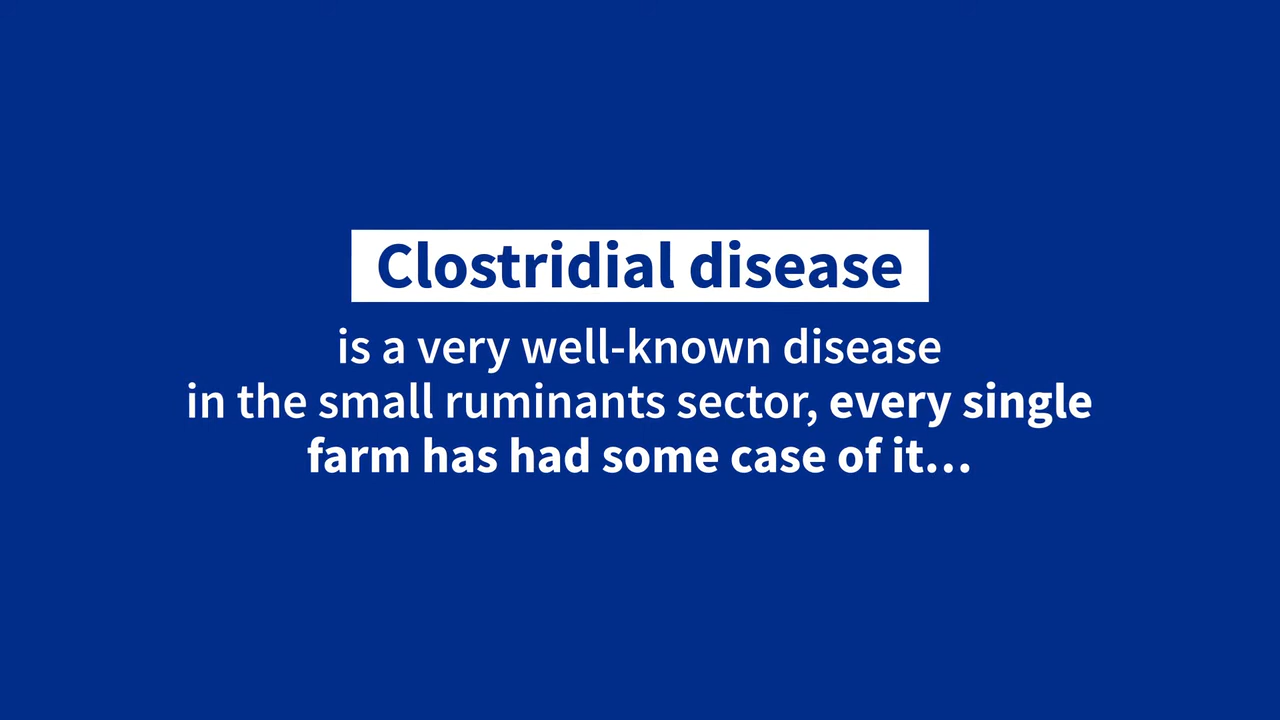 Clostridial disease
is a very well-known disease
in the small ruminants sector, every single
farm has had some case of it...